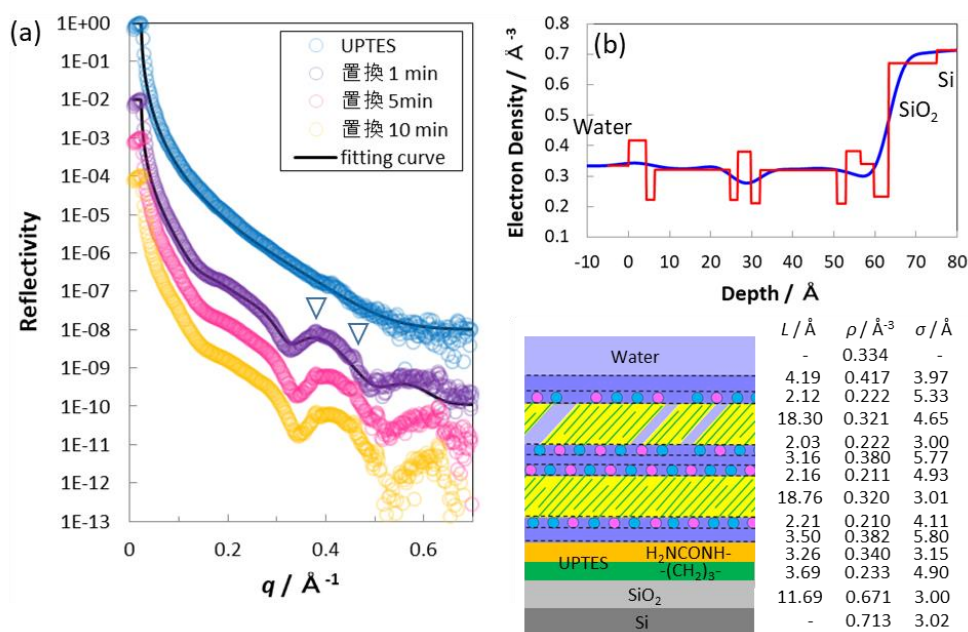 (a)
1E+00
1E-01
1E-02
1E-03
1E-04
1E-05
1E-06
1E-07
1E-08
1E-09
1E-10
1E-11
1E-12
1E-13
Reflectivity
0
0.2
0.4
0.6
q / Å -1
UPTES
置換 1 min
置換 5min
置換 10 min
fitting curve
(b)
0.8
0.7
0.6
0.5
0.4
0.3
0.2
0.1
Electron Density / Å -3
Water
Si
SiO2
-10 0 10 20 30 40 50 60 70 80
Depth / Å
L / Å ρ / Å-3 σ / Å
Water - 0.334 -
4.19 0.417 3.97
2.12 0.222 5.33
18.30 0.321 4.65
2.03 0.222 3.00
3.16 0.380 5.77
2.16 0.211 4.93
18.76 0.320 3.01
2.21 0.210 4.11
3.50 0.382 5.80
H2NCONH- 3.26 0.340 3.15
UPTES -(CH2)3- 3.69 0.233 4.90
SiO2 11.69 0.671 3.00
Si - 0.713 3.02